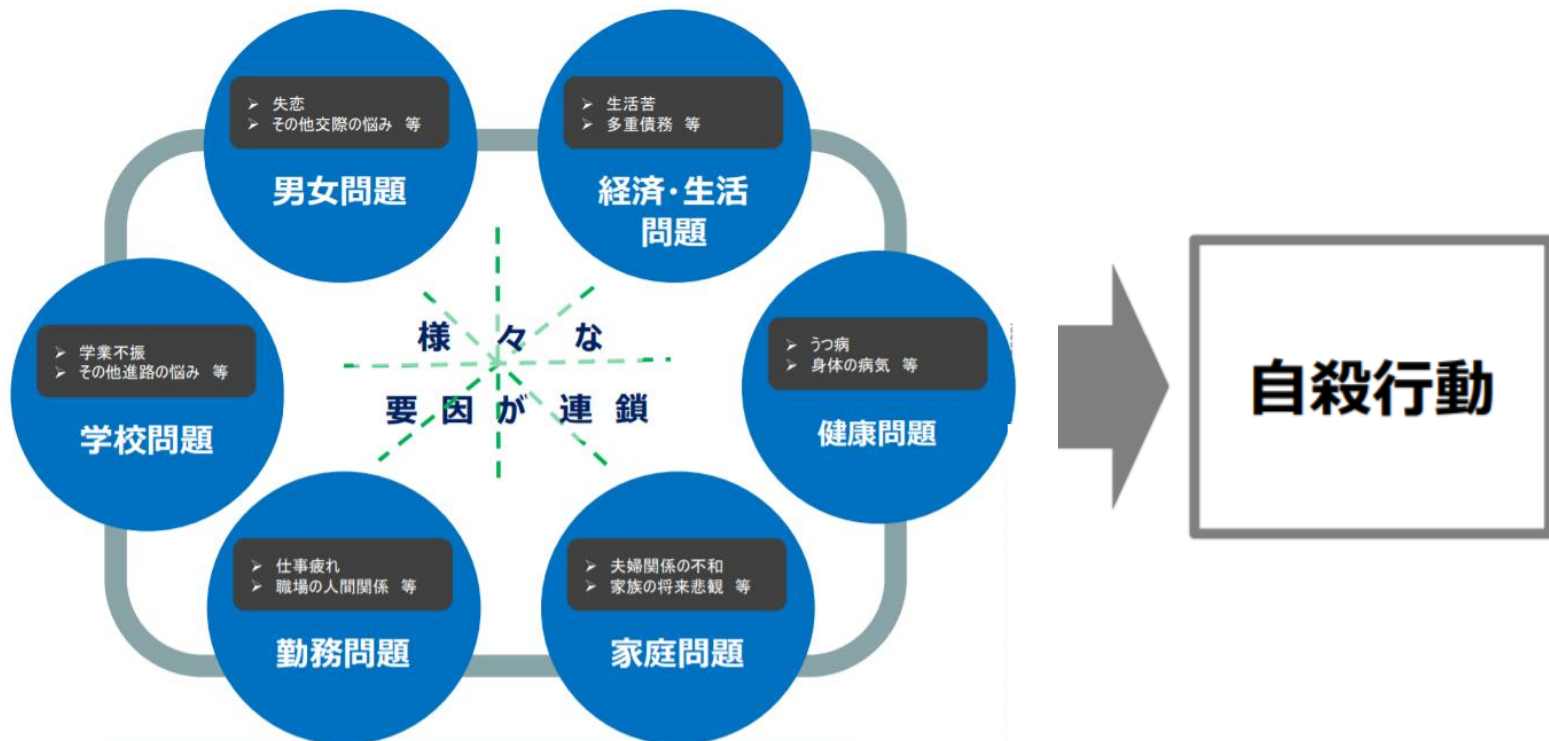 ➢ 失恋
➢ その他交際の悩み 等
男女問題
➢ 生活苦
➢ 多重債務 等
経済・生活
問題
➢ 学業不振
➢ その他進路の悩み 等
学校問題
様々な
要因が連鎖
➢ うつ病
➢ 身体の病気 等
健康問題
➢ 仕事疲れ
➢ 職場の人間関係 等
勤務問題
➢ 夫婦関係の不和
➢ 家族の将来悲観 等
家庭問題
自殺行動